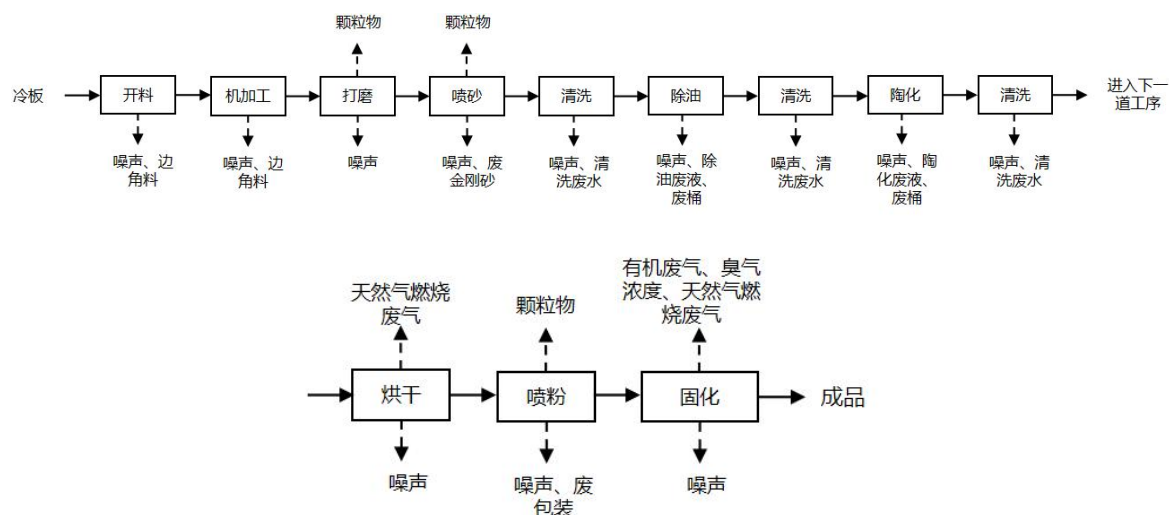 颗粒物
颗粒物
冷板
开料
机加工
打磨
喷砂
清洗
除油
清洗
陶化
清洗
进入下一
道工序
噪声、边
角料
噪声、边
角料
噪声
噪声、废
金刚砂
噪声、清
洗废水
噪声、除
油废液、
废桶
噪声、清
洗废水
噪声、陶
化废液、
废桶
噪声、清
洗废水
天然气燃烧
废气
颗粒物
有机废气、臭气
浓度、天然气燃
烧废气
烘干
喷粉
固化
成品
噪声
噪声、废
包装
噪声